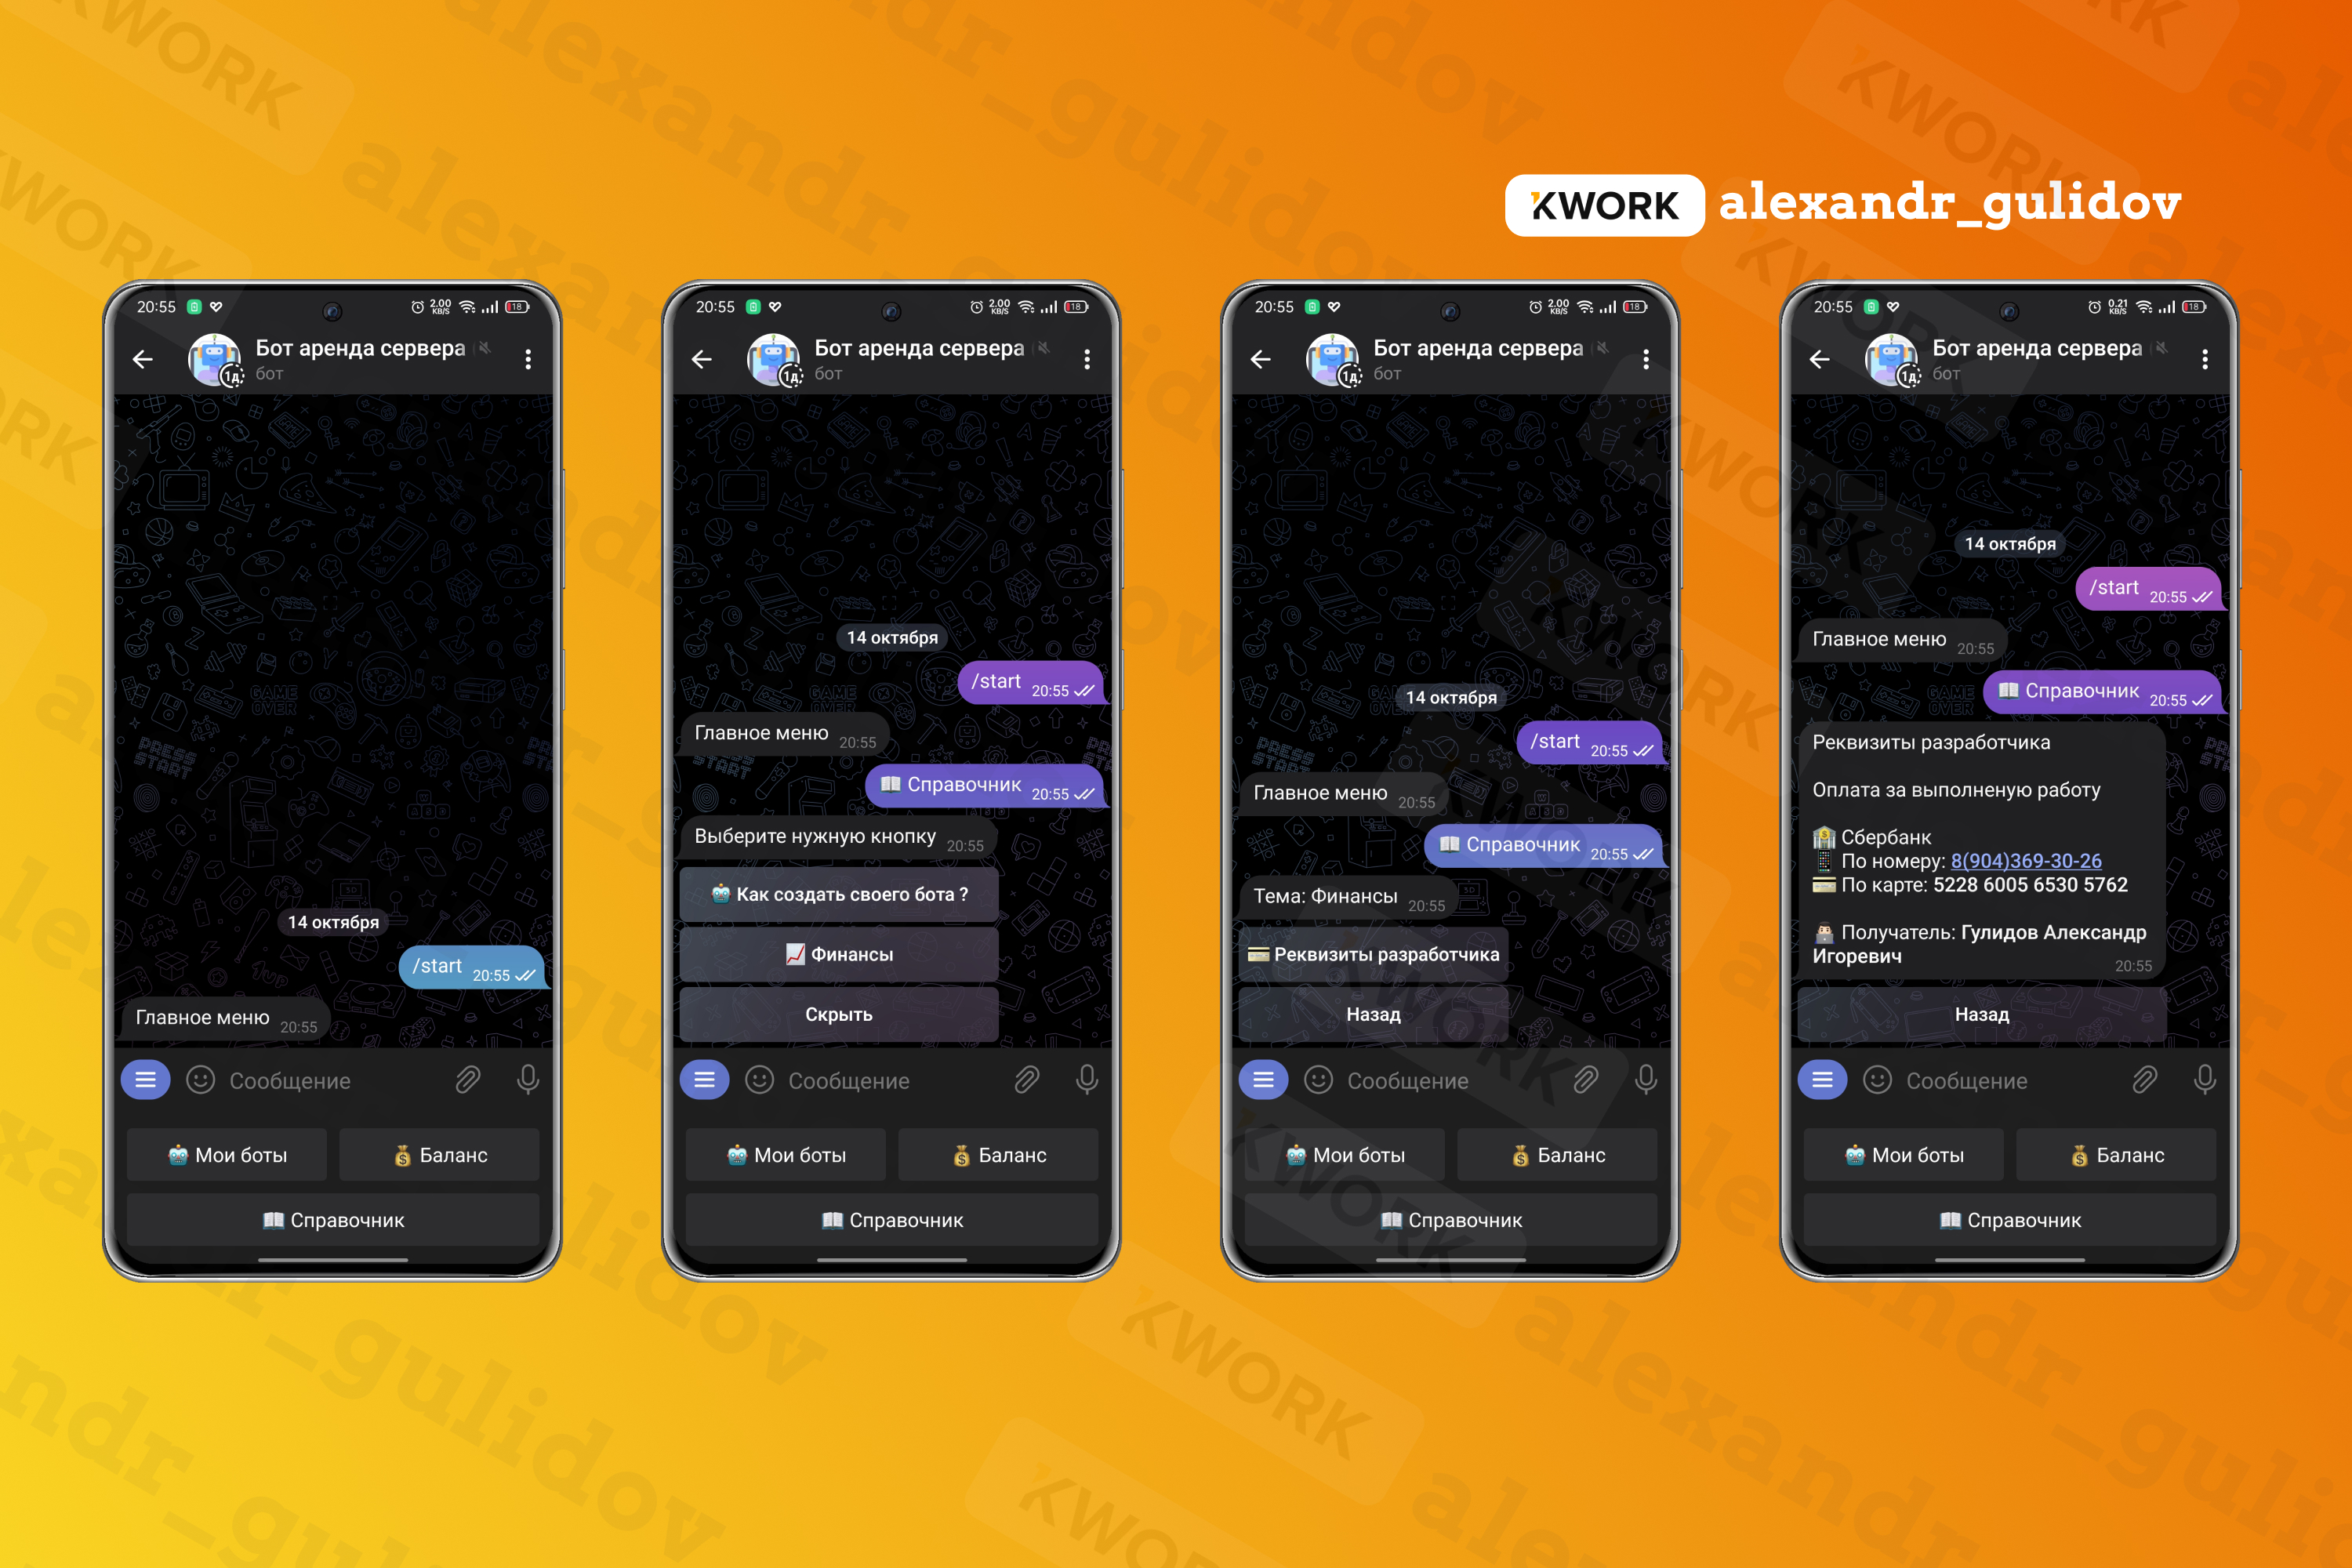 KWORK alexandr_gulidov
20:55
2.00 KB/S
18
Бот аренда сервера
1д
бот
14 октября
/start 20:55
Главное меню 20:55
Сообщение
🤖 Мои боты
💰 Баланс
📖 Справочник
20:55
2.00 KB/S
18
Бот аренда сервера
1д
бот
14 октября
/start 20:55
Главное меню 20:55
📖 Справочник 20:55
Выберите нужную кнопку 20:55
🤖 Как создать своего бота ?
📈 Финансы
Скрыть
Сообщение
🤖 Мои боты
💰 Баланс
📖 Справочник
20:55
2.00 KB/S
18
Бот аренда сервера
1д
бот
14 октября
/start 20:55
Главное меню 20:55
📖 Справочник 20:55
Тема: Финансы 20:55
💳 Реквизиты разработчика
Назад
Сообщение
🤖 Мои боты
💰 Баланс
📖 Справочник
20:55
0.21 KB/S
18
Бот аренда сервера
1д
бот
14 октября
/start 20:55
Главное меню 20:55
📖 Справочник 20:55
Реквизиты разработчика
Оплата за выполненую работу
🏦 Сбербанк
📱 По номеру: 8(904)369-30-26
💳 По карте: 5228 6005 6530 5762
👨🏻‍💻 Получатель: Гулидов Александр
Игоревич 20:55
Назад
Сообщение
🤖 Мои боты
💰 Баланс
📖 Справочник